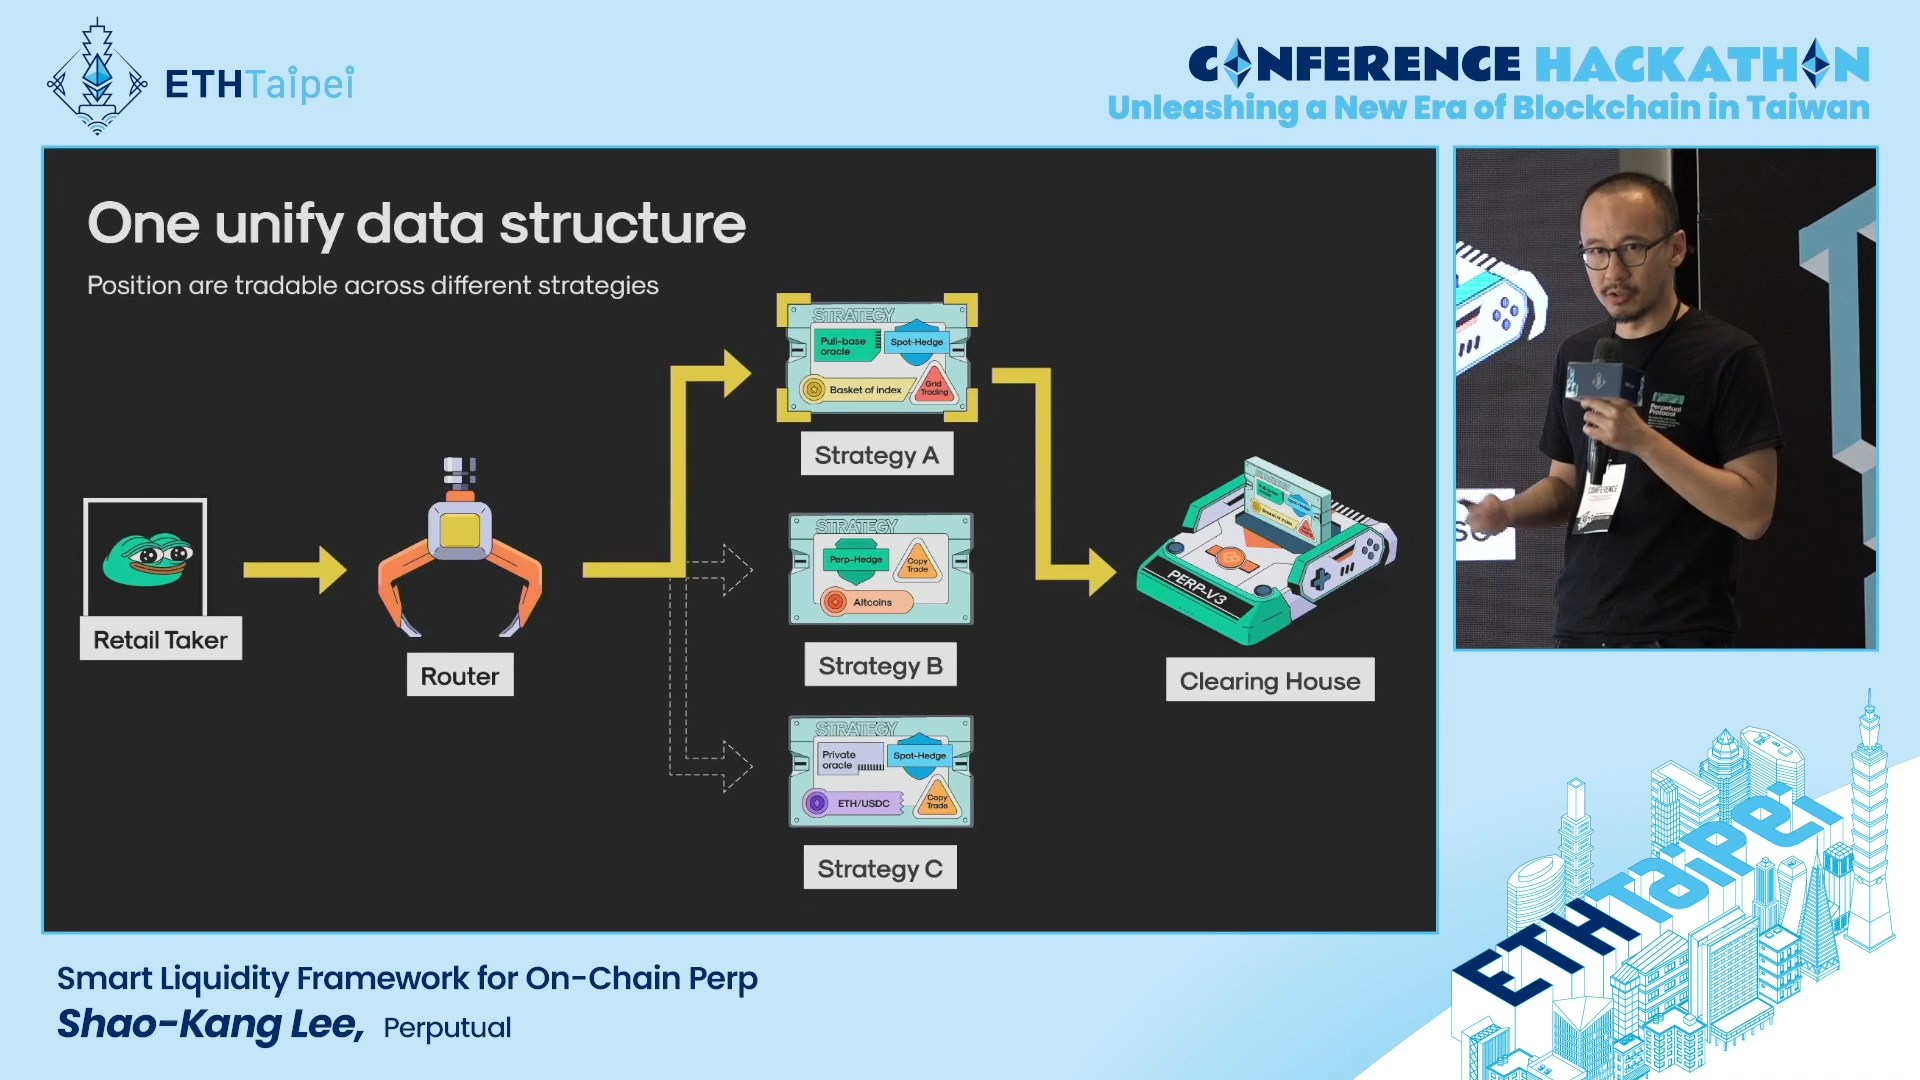 ETHTaipei
CONFERENCE HACKATHON
Unleashing a New Era of Blockchain in Taiwan
One unify data structure
Position are tradable across different strategies
STRATEGY
Pull-base
oracle
Spot-Hedge
Basket of index
Grid
Trading
Strategy A
STRATEGY
Perp-Hedge
Copy
Trade
Altcoins
Strategy B
STRATEGY
Private
oracle
Spot-Hedge
ETH/USDC
Copy
Trade
Strategy C
Retail Taker
Router
PERP-V3
Clearing House
Perpetual
Protocol
CONFERENCE
ETHTaipei
Smart Liquidity Framework for On-Chain Perp
Shao-Kang Lee, Perputual